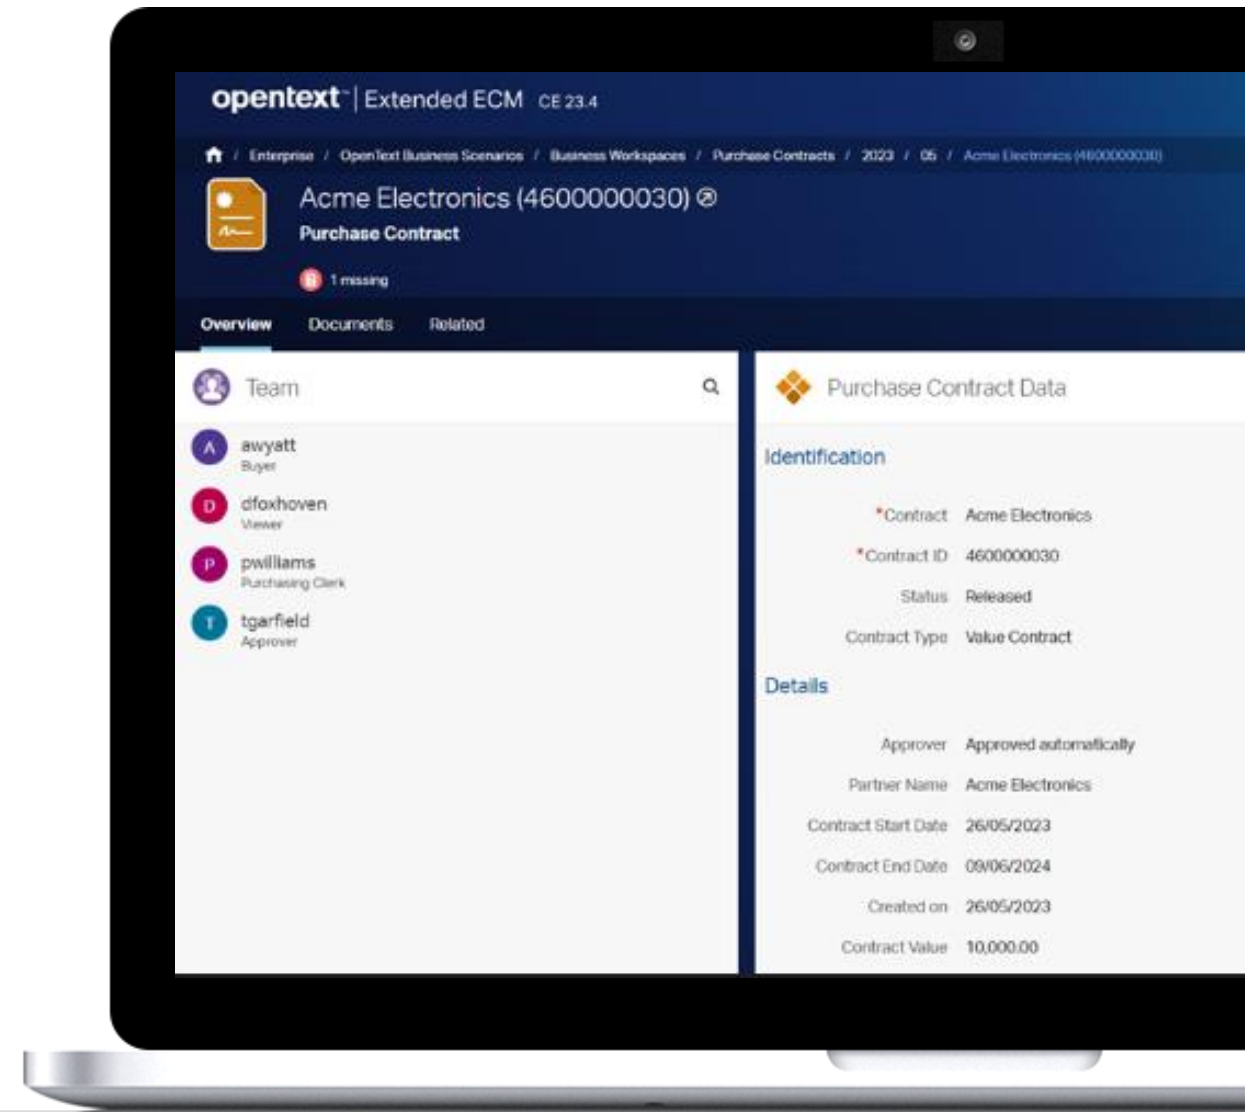 opentext™ | Extended ECM CE 23.4
/ Enterprise / OpenText Business Scenarios / Business Workspaces / Purchase Contracts / 2023 / 05 / Acme Electronics (4600000030)
Acme Electronics (4600000030)
Purchase Contract
1 missing
Overview Documents Related
Team
A awyatt
Buyer
D dfoxhoven
Viewer
P pwilliams
Purchasing Clerk
T tgarfield
Approver
Purchase Contract Data
Identification
*Contract Acme Electronics
*Contract ID 4600000030
Status Released
Contract Type Value Contract
Details
Approver Approved automatically
Partner Name Acme Electronics
Contract Start Date 26/05/2023
Contract End Date 09/06/2024
Created on 26/05/2023
Contract Value 10,000.00